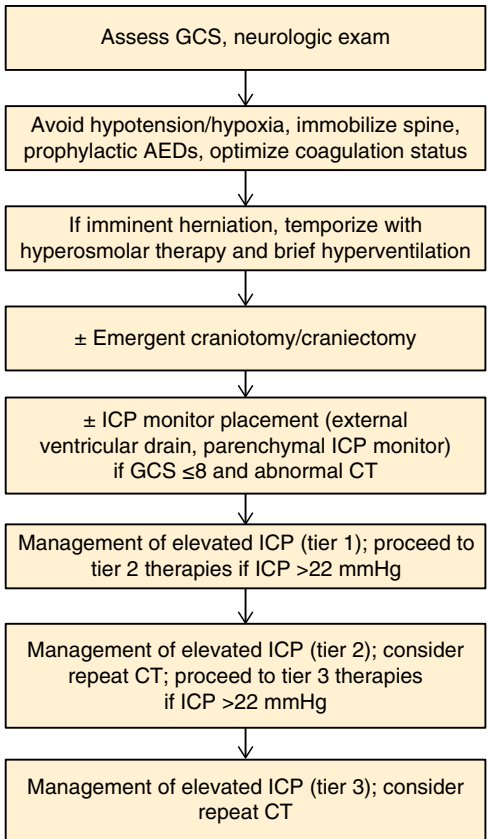 Assess GCS, neurologic exam
Avoid hypotension/hypoxia, immobilize spine,
prophylactic AEDs, optimize coagulation status
If imminent herniation, temporize with
hyperosmolar therapy and brief hyperventilation
± Emergent craniotomy/craniectomy
± ICP monitor placement (external
ventricular drain, parenchymal ICP monitor)
if GCS ≤8 and abnormal CT
Management of elevated ICP (tier 1); proceed to
tier 2 therapies if ICP >22 mmHg
Management of elevated ICP (tier 2); consider
repeat CT; proceed to tier 3 therapies
if ICP >22 mmHg
Management of elevated ICP (tier 3); consider
repeat CT